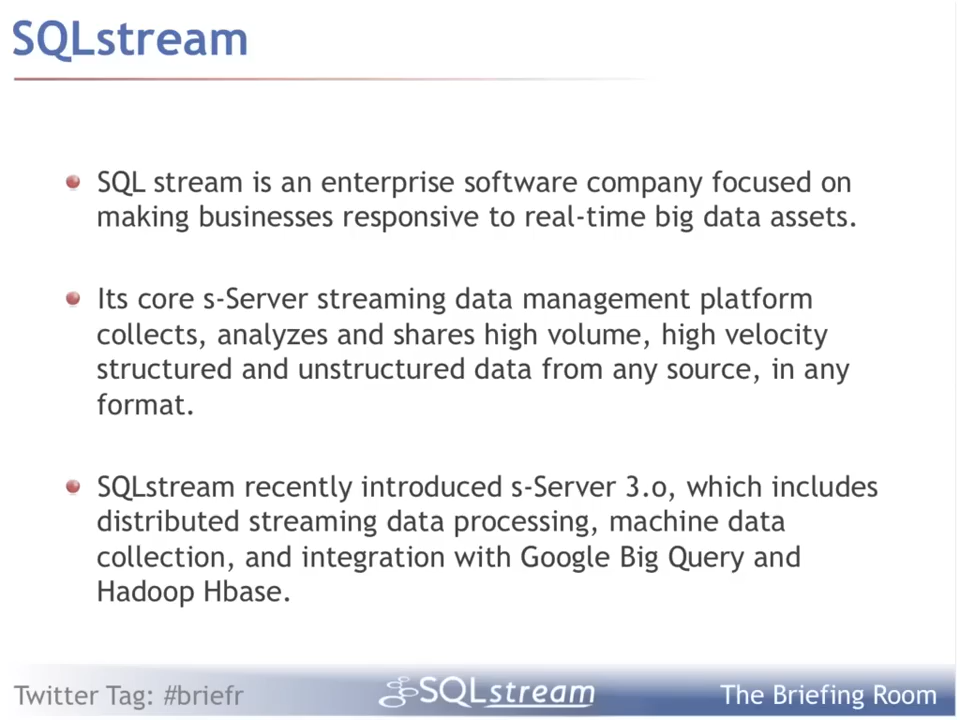 SQLstream
SQL stream is an enterprise software company focused on
making businesses responsive to real-time big data assets.
Its core s-Server streaming data management platform
collects, analyzes and shares high volume, high velocity
structured and unstructured data from any source, in any
format.
SQLstream recently introduced s-Server 3.o, which includes
distributed streaming data processing, machine data
collection, and integration with Google Big Query and
Hadoop Hbase.
Twitter Tag: #briefr
SQLstream
The Briefing Room